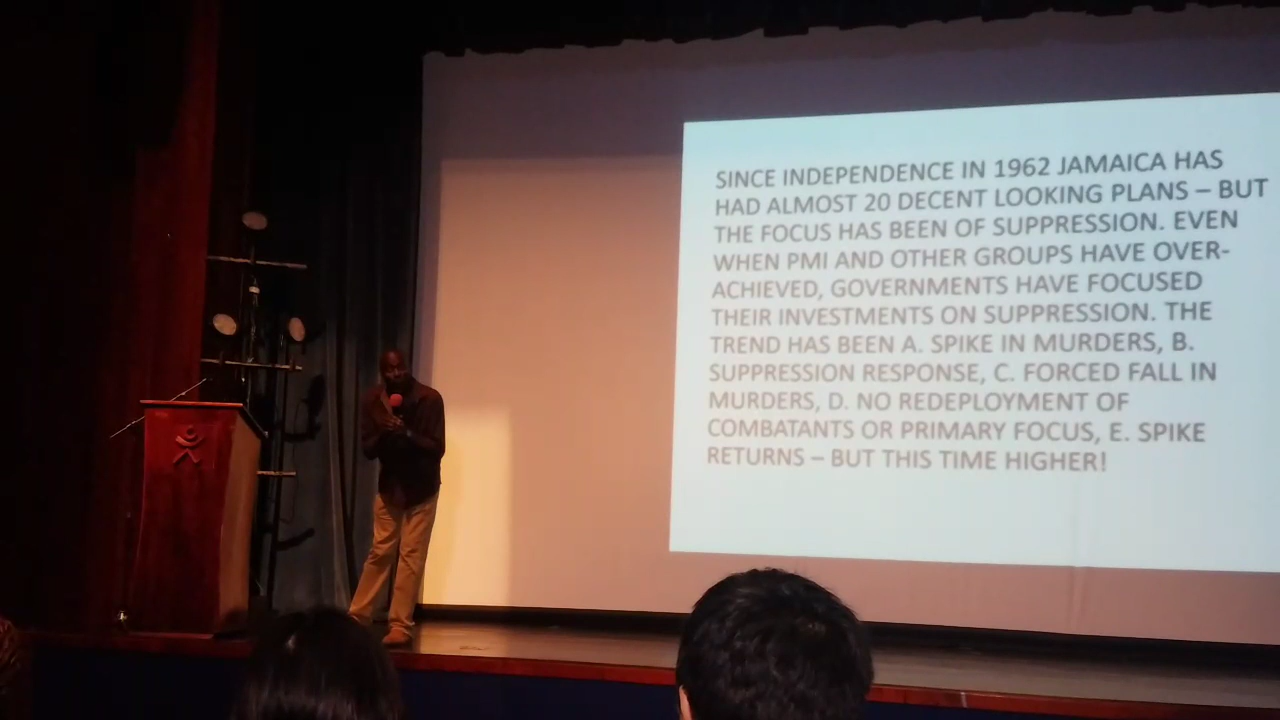 SINCE INDEPENDENCE IN 1962 JAMAICA HAS
HAD ALMOST 20 DECENT LOOKING PLANS – BUT
THE FOCUS HAS BEEN OF SUPPRESSION. EVEN
WHEN PMI AND OTHER GROUPS HAVE OVER-
ACHIEVED, GOVERNMENTS HAVE FOCUSED
THEIR INVESTMENTS ON SUPPRESSION. THE
TREND HAS BEEN A. SPIKE IN MURDERS, B.
SUPPRESSION RESPONSE, C. FORCED FALL IN
MURDERS, D. NO REDEPLOYMENT OF
COMBATANTS OR PRIMARY FOCUS, E. SPIKE
RETURNS – BUT THIS TIME HIGHER!